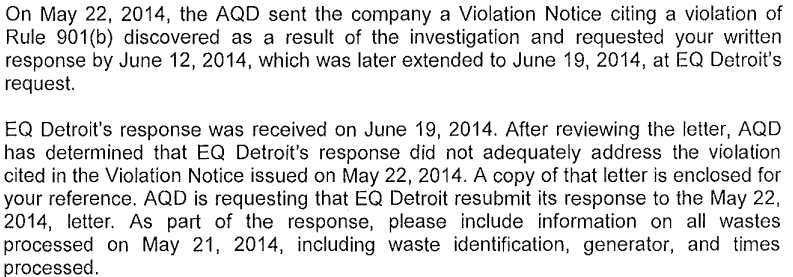 On May 22, 2014, the AQD sent the company a Violation Notice citing a violation of
Rule 901(b) discovered as a result of the investigation and requested your written
response by June 12, 2014, which was later extended to June 19, 2014, at EQ Detroit's
request.

EQ Detroit's response was received on June 19, 2014. After reviewing the letter, AQD
has determined that EQ Detroit's response did not adequately address the violation
cited in the Violation Notice issued on May 22, 2014. A copy of that letter is enclosed for
your reference. AQD is requesting that EQ Detroit resubmit its response to the May 22,
2014, letter. As part of the response, please include information on all wastes
processed on May 21, 2014, including waste identification, generator, and times
processed.